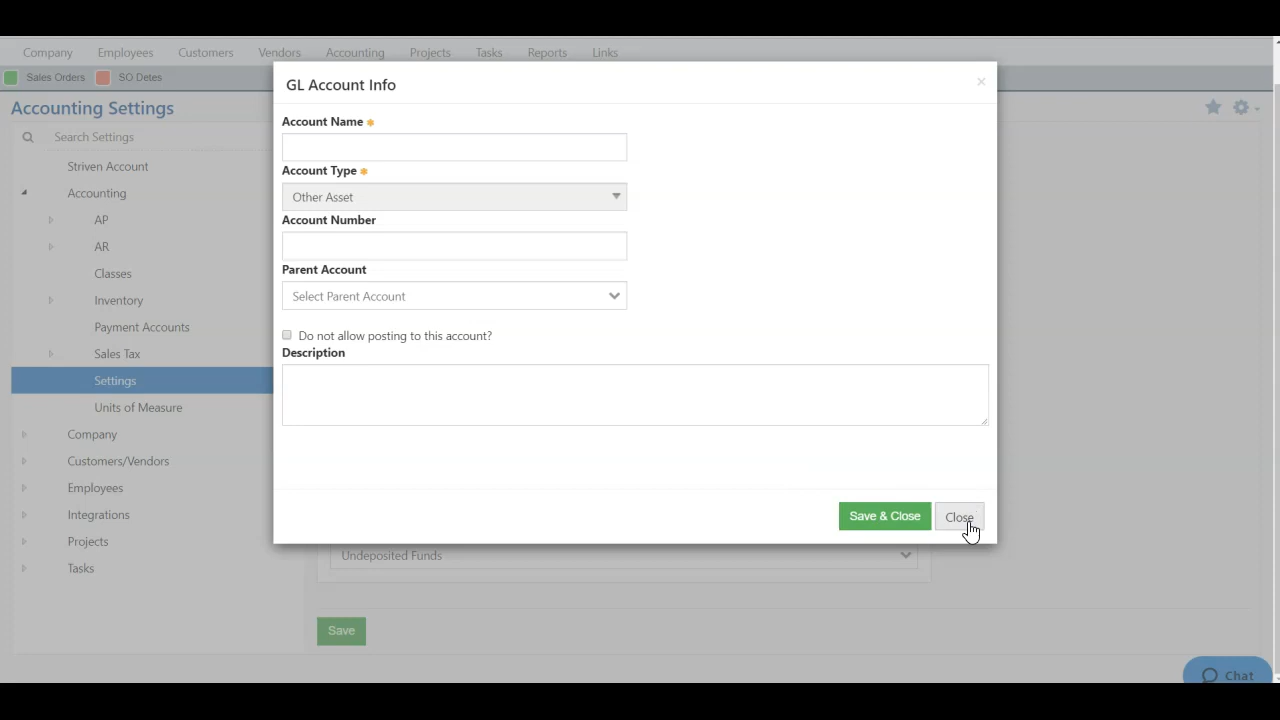 Company Employees Customers Vendors Accounting Projects Tasks Reports Links
Sales Orders SO Detes
Accounting Settings
Search Settings
Striven Account
Accounting
AP
AR
Classes
Inventory
Payment Accounts
Sales Tax
Settings
Units of Measure
Company
Customers/Vendors
Employees
Integrations
Projects
Tasks
GL Account Info
×
Account Name *
Account Type *
Other Asset
Account Number
Parent Account
Select Parent Account
Do not allow posting to this account?
Description
Save & Close Close
Undeposited Funds
Save
Chat